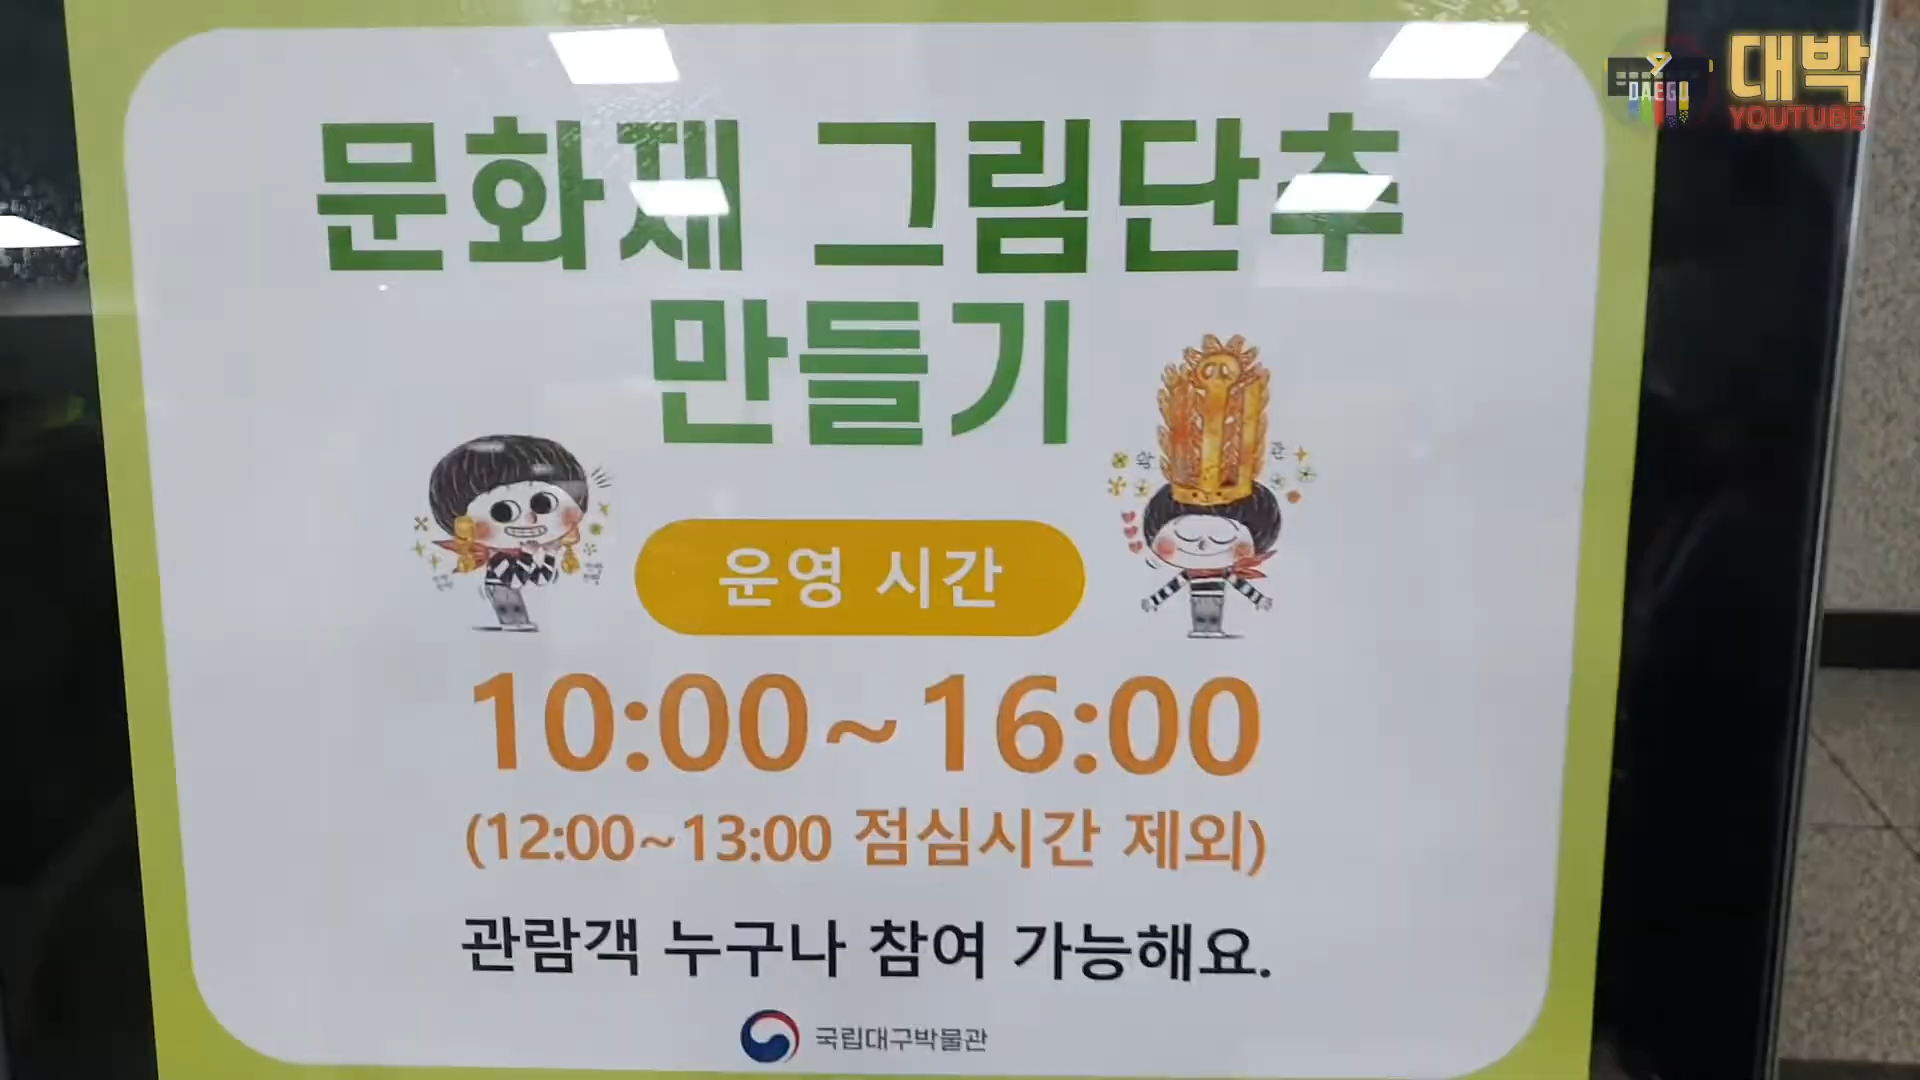 대박
DAEGU
YOUTUBE
문화재 그림단추
만들기
운영 시간
10:00~16:00
(12:00~13:00 점심시간 제외)
관람객 누구나 참여 가능해요.
국립대구박물관